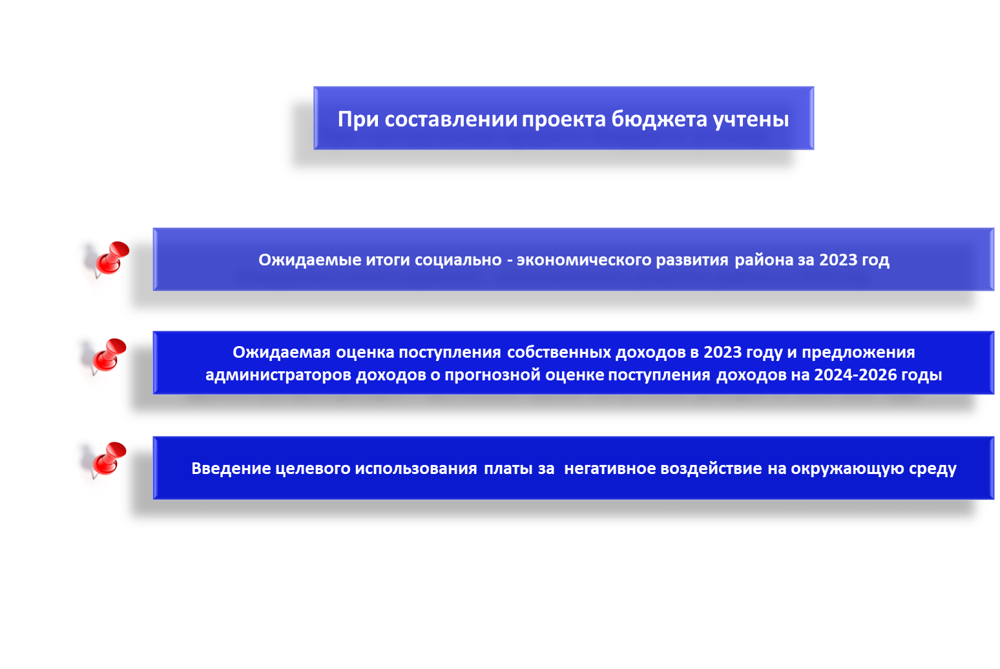 При составлении проекта бюджета учтены
Ожидаемые итоги социально - экономического развития района за 2023 год
Ожидаемая оценка поступления собственных доходов в 2023 году и предложения
администраторов доходов о прогнозной оценке поступления доходов на 2024-2026 годы
Введение целевого использования платы за  негативное воздействие на окружающую среду